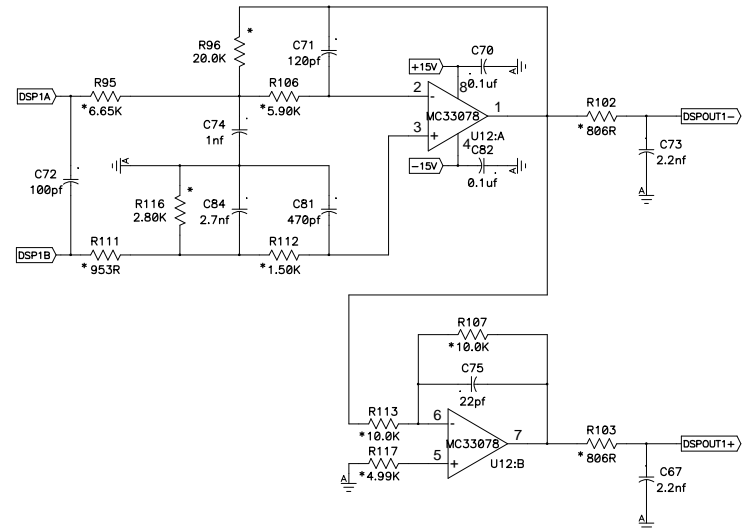 R96
20.0K
*
C71
120pf
C70
0.1uf
A
+15V
DSP1A
R95
*6.65K
R106
*5.90K
2
-
8
1
MC33078
U12:A
3
+
4
C74
1nf
R102
*806R
DSPOUT1-
C73
2.2nf
A
-15V
C82
0.1uf
A
A
C72
100pf
R116
2.80K
*
C84
2.7nf
C81
470pf
DSP1B
R111
*953R
R112
*1.50K
R107
*10.0K
C75
22pf
R113
*10.0K
6
-
7
MC33078
U12:B
R117
*4.99K
5
+
A
R103
*806R
DSPOUT1+
C67
2.2nf
A